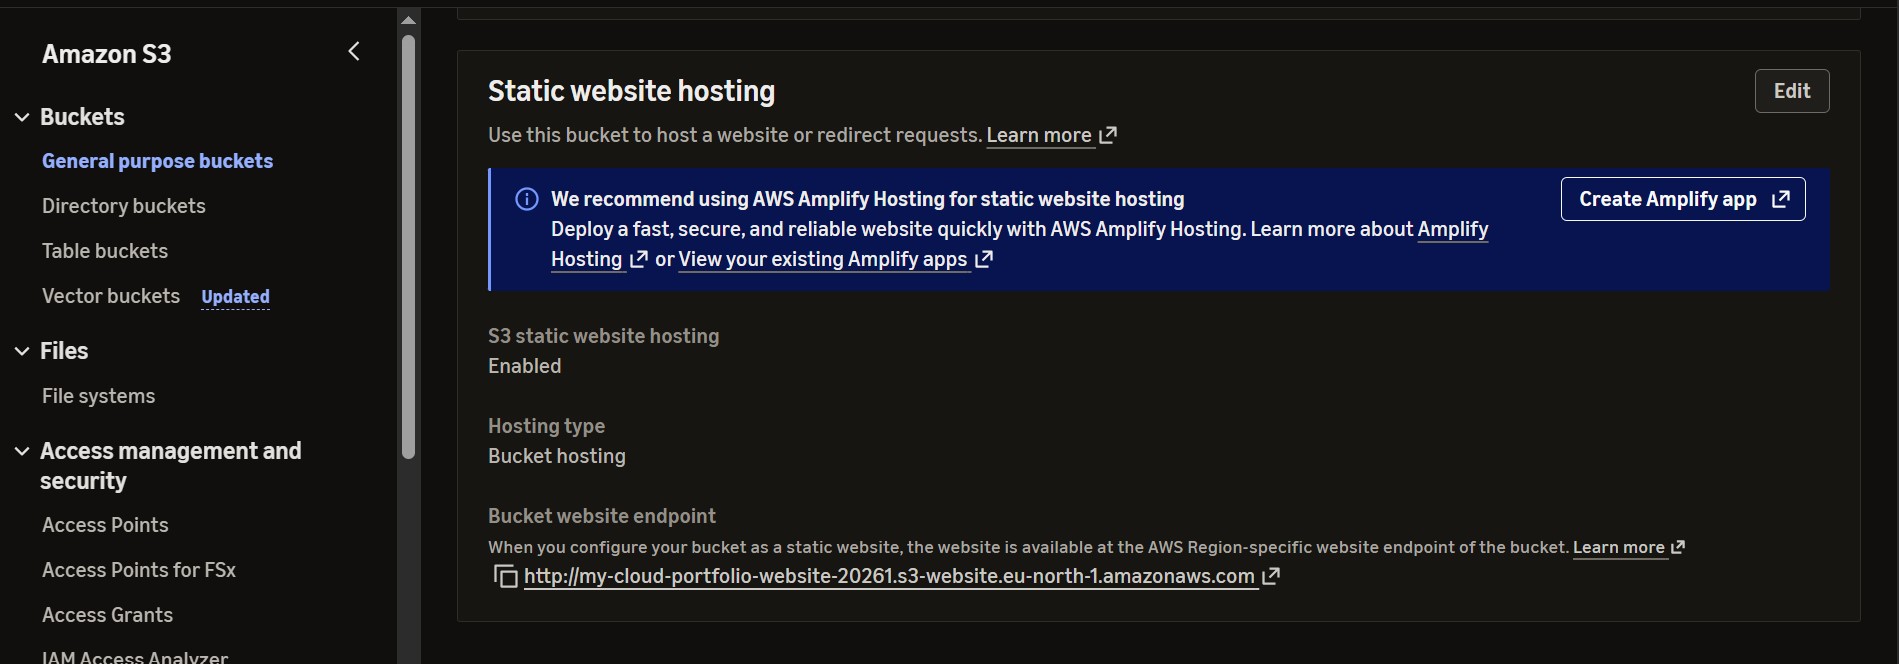 Amazon S3
Buckets
General purpose buckets
Directory buckets
Table buckets
Vector buckets Updated
Files
File systems
Access management and
security
Access Points
Access Points for FSx
Access Grants
IAM Access Analyzer
Static website hosting
Edit
Use this bucket to host a website or redirect requests. Learn more
We recommend using AWS Amplify Hosting for static website hosting
Deploy a fast, secure, and reliable website quickly with AWS Amplify Hosting. Learn more about Amplify
Hosting or View your existing Amplify apps
Create Amplify app
S3 static website hosting
Enabled
Hosting type
Bucket hosting
Bucket website endpoint
When you configure your bucket as a static website, the website is available at the AWS Region-specific website endpoint of the bucket. Learn more
http://my-cloud-portfolio-website-20261.s3-website.eu-north-1.amazonaws.com